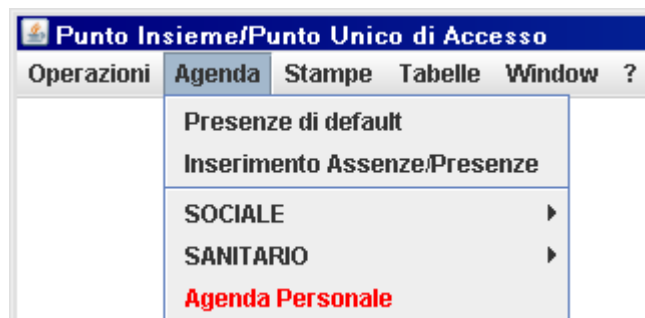 Punto Insieme/Punto Unico di Accesso
Operazioni Agenda Stampe Tabelle Window ?
Presenze di default
Inserimento Assenze/Presenze
SOCIALE
SANITARIO
Agenda Personale